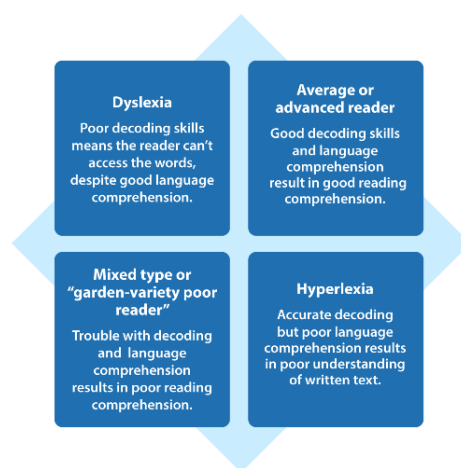 Dyslexia
Poor decoding skills
means the reader can't
access the words,
despite good language
comprehension.
Average or
advanced reader
Good decoding skills
and language
comprehension
result in good reading
comprehension.
Mixed type or
“garden-variety poor
reader”
Trouble with decoding
and language
comprehension
results in poor reading
comprehension.
Hyperlexia
Accurate decoding
but poor language
comprehension results
in poor understanding
of written text.